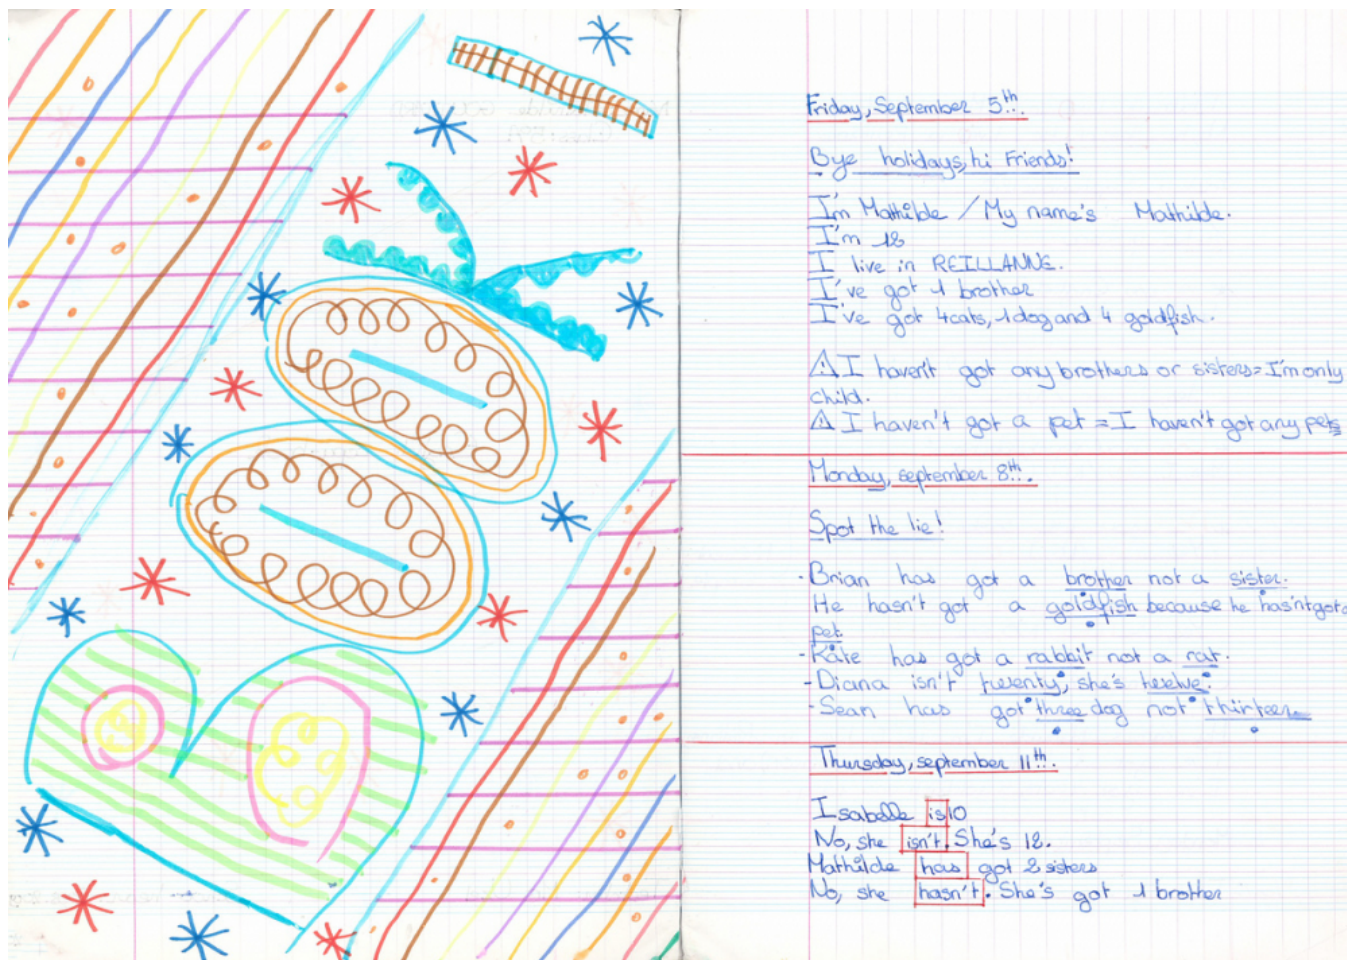 Friday, September 5th.
Bye holidays, hi Friends!
I'm Mathilde / My name's Mathilde.
I'm 12
I live in REILLANNE.
I've got 1 brother
I've got 4 cats, 1 dog and 4 goldfish.
⚠ I haven't got any brothers or sisters = I'm only
child.
⚠ I haven't got a pet = I haven't got any pets
Monday, september 8th.
Spot the lie!
- Brian has got a brother not a sister.
He hasn't got a goldfish because he hasn't got a
pet.
- Kate has got a rabbit not a rat.
- Diana isn't twenty, she's twelve.
- Sean has got three dog not thirteen.
Thursday, september 11th.
Isabelle is 10
No, she isn't. She's 12.
Mathilde has got 2 sisters
No, she hasn't. She's got 1 brother